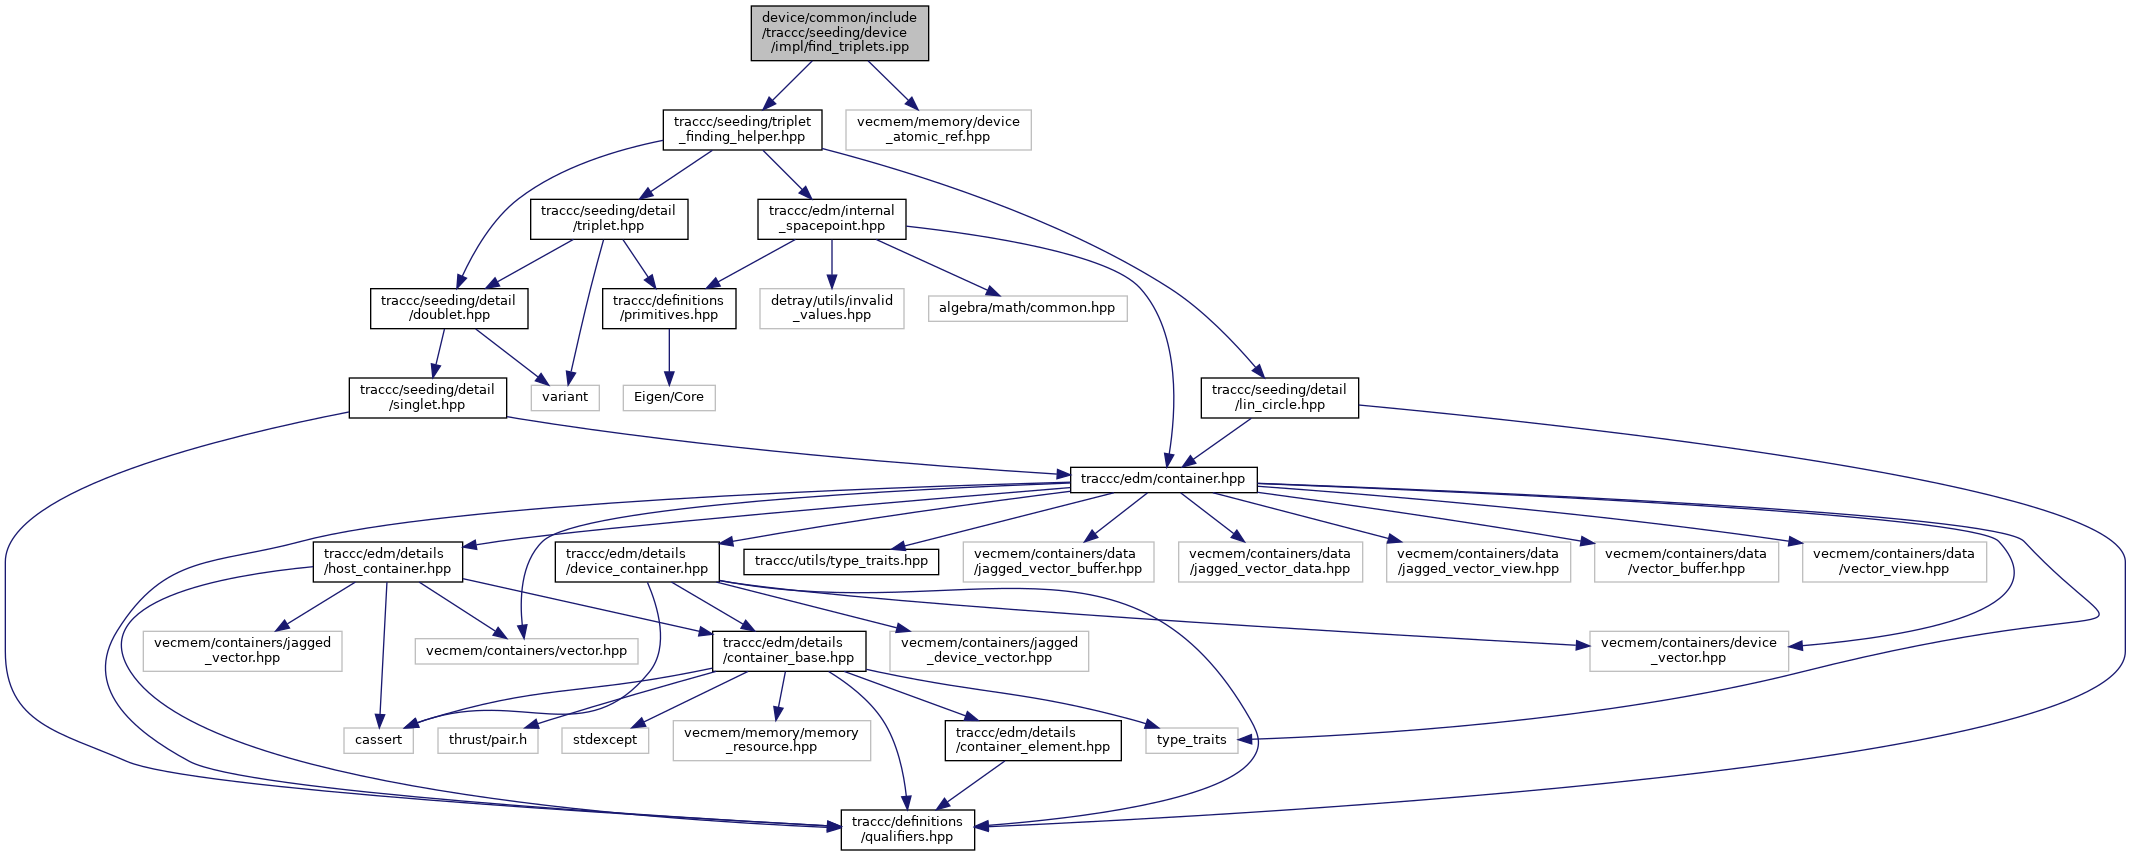 device/common/include
/traccc/seeding/device
/impl/find_triplets.ipp
traccc/seeding/triplet
_finding_helper.hpp
vecmem/memory/device
_atomic_ref.hpp
traccc/seeding/detail
/triplet.hpp
traccc/edm/internal
_spacepoint.hpp
traccc/seeding/detail
/doublet.hpp
traccc/definitions
/primitives.hpp
detray/utils/invalid
_values.hpp
algebra/math/common.hpp
traccc/seeding/detail
/singlet.hpp
variant
Eigen/Core
traccc/seeding/detail
/lin_circle.hpp
traccc/edm/container.hpp
traccc/edm/details
/host_container.hpp
traccc/edm/details
/device_container.hpp
traccc/utils/type_traits.hpp
vecmem/containers/data
/jagged_vector_buffer.hpp
vecmem/containers/data
/jagged_vector_data.hpp
vecmem/containers/data
/jagged_vector_view.hpp
vecmem/containers/data
/vector_buffer.hpp
vecmem/containers/data
/vector_view.hpp
vecmem/containers/jagged
_vector.hpp
vecmem/containers/vector.hpp
traccc/edm/details
/container_base.hpp
vecmem/containers/jagged
_device_vector.hpp
vecmem/containers/device
_vector.hpp
cassert
thrust/pair.h
stdexcept
vecmem/memory/memory
_resource.hpp
traccc/edm/details
/container_element.hpp
type_traits
traccc/definitions
/qualifiers.hpp